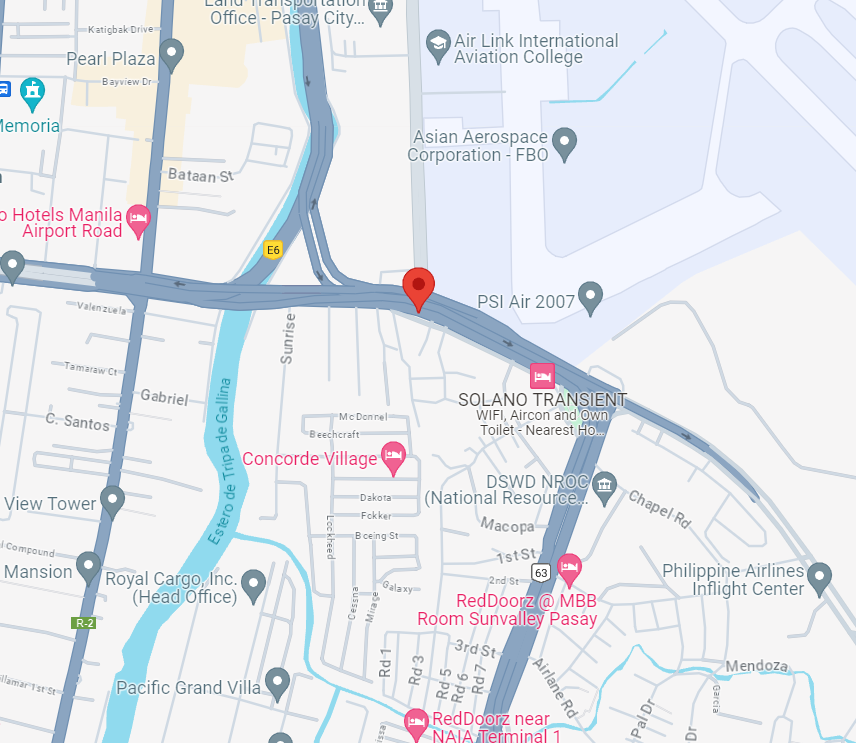 Land Transportation
Office - Pasay City...
Katigbak Drive
Air Link International
Aviation College
Pearl Plaza
Bayview Dr
Memoria
Asian Aerospace
Corporation - FBO
Bataan St
o Hotels Manila
Airport Road
E6
PSI Air 2007
Valenzuela
Sunrise
Tamaraw Ct
Gabriel
C. Santos
Estero de Tripa de Gallina
SOLANO TRANSIENT
WIFI, Aircon and Own
Toilet - Nearest Ho...
McDonnel
Beechcraft
Concorde Village
DSWD NROC
(National Resource...
Chapel Rd
View Tower
Dakota
Fokker
Boeing St
Lockheed
Macopa
1st St
2nd St
63
l Compound
Mansion
Royal Cargo, Inc.
(Head Office)
Galaxy
Cessna
Mirage
RedDoorz @ MBB
Room Sunvalley Pasay
Philippine Airlines
Inflight Center
R-2
Rd 1
Rd 3
3rd St
Rd 5
Rd 6
Rd 7
Airlane Rd
Mendoza
Garcia
illamar 1st St
Pacific Grand Villa
Pal Dr
Dr
RedDoorz near
NAIA Terminal 1